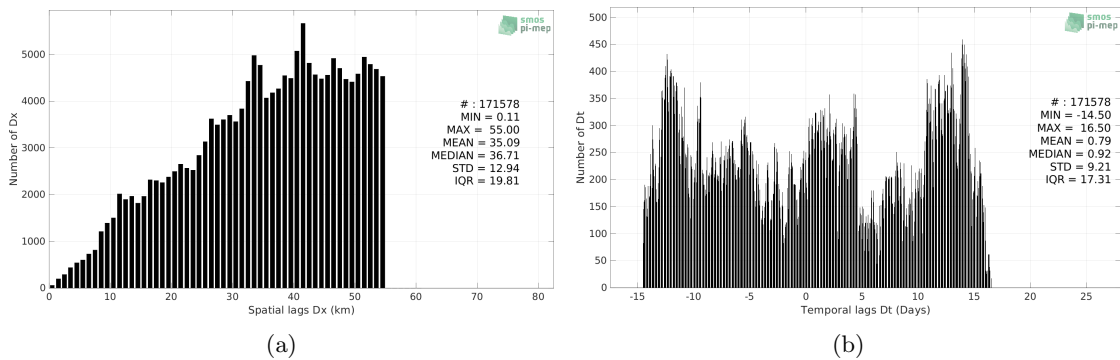 smos
pi-mep
5000
4000
3000
2000
1000
0
Number of Dx
# : 171578
MIN = 0.11
MAX = 55.00
MEAN = 35.09
MEDIAN = 36.71
STD = 12.94
IQR = 19.81
0 10 20 30 40 50 60 70 80
Spatial lags Dx (km)
(a)
smos
pi-mep
500
450
400
350
300
250
200
150
100
50
0
Number of Dt
# : 171578
MIN = -14.50
MAX = 16.50
MEAN = 0.79
MEDIAN = 0.92
STD = 9.21
IQR = 17.31
-15 -10 -5 0 5 10 15 20 25
Temporal lags Dt (Days)
(b)